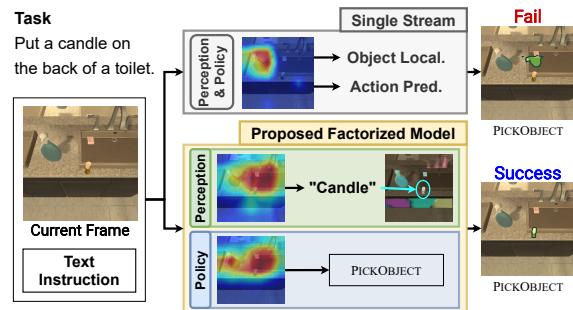 Task
Put a candle on
the back of a toilet.
Current Frame
Text
Instruction
Single Stream
Perception
& Policy
Object Local.
Action Pred.
Proposed Factorized Model
Perception
"Candle"
Policy
PICKOBJECT
Fail
PICKOBJECT
Success
PICKOBJECT